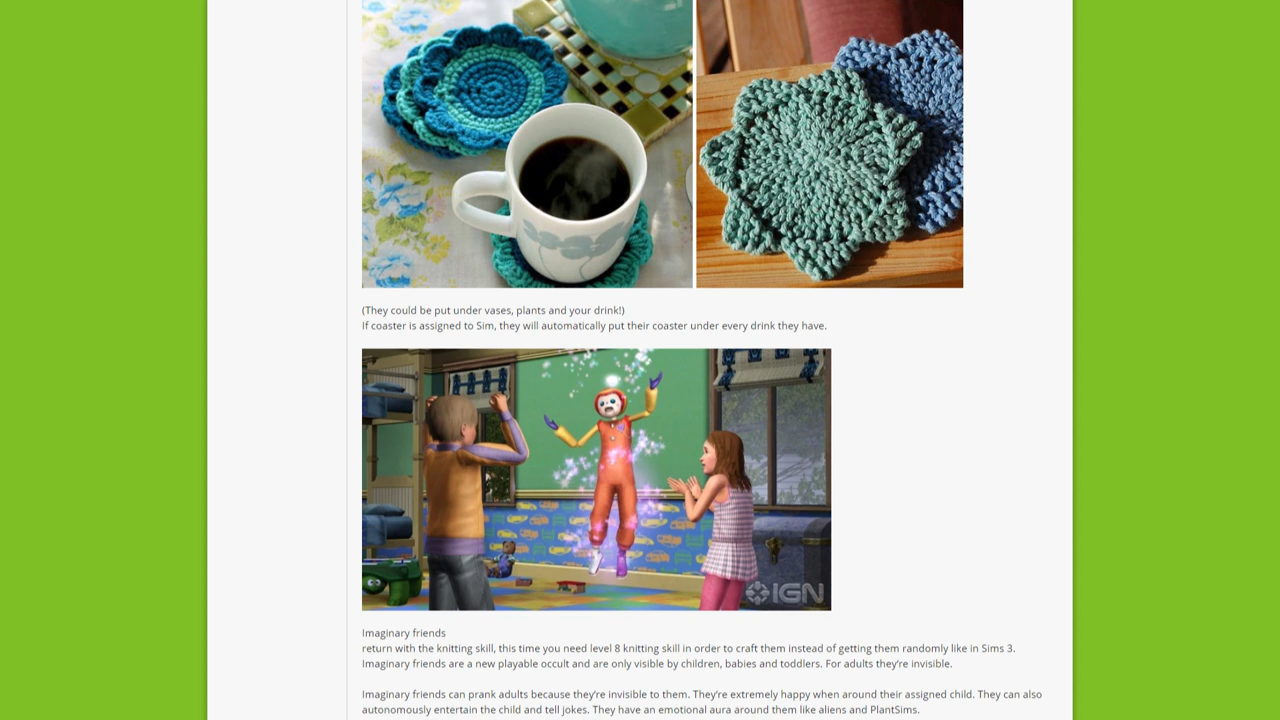 (They could be put under vases, plants and your drink!)
If coaster is assigned to Sim, they will automatically put their coaster under every drink they have.
IGN
Imaginary friends
return with the knitting skill, this time you need level 8 knitting skill in order to craft them instead of getting them randomly like in Sims 3.
Imaginary friends are a new playable occult and are only visible by children, babies and toddlers. For adults they're invisible.
Imaginary friends can prank adults because they're invisible to them. They're extremely happy when around their assigned child. They can also
autonomously entertain the child and tell jokes. They have an emotional aura around them like aliens and PlantSims.